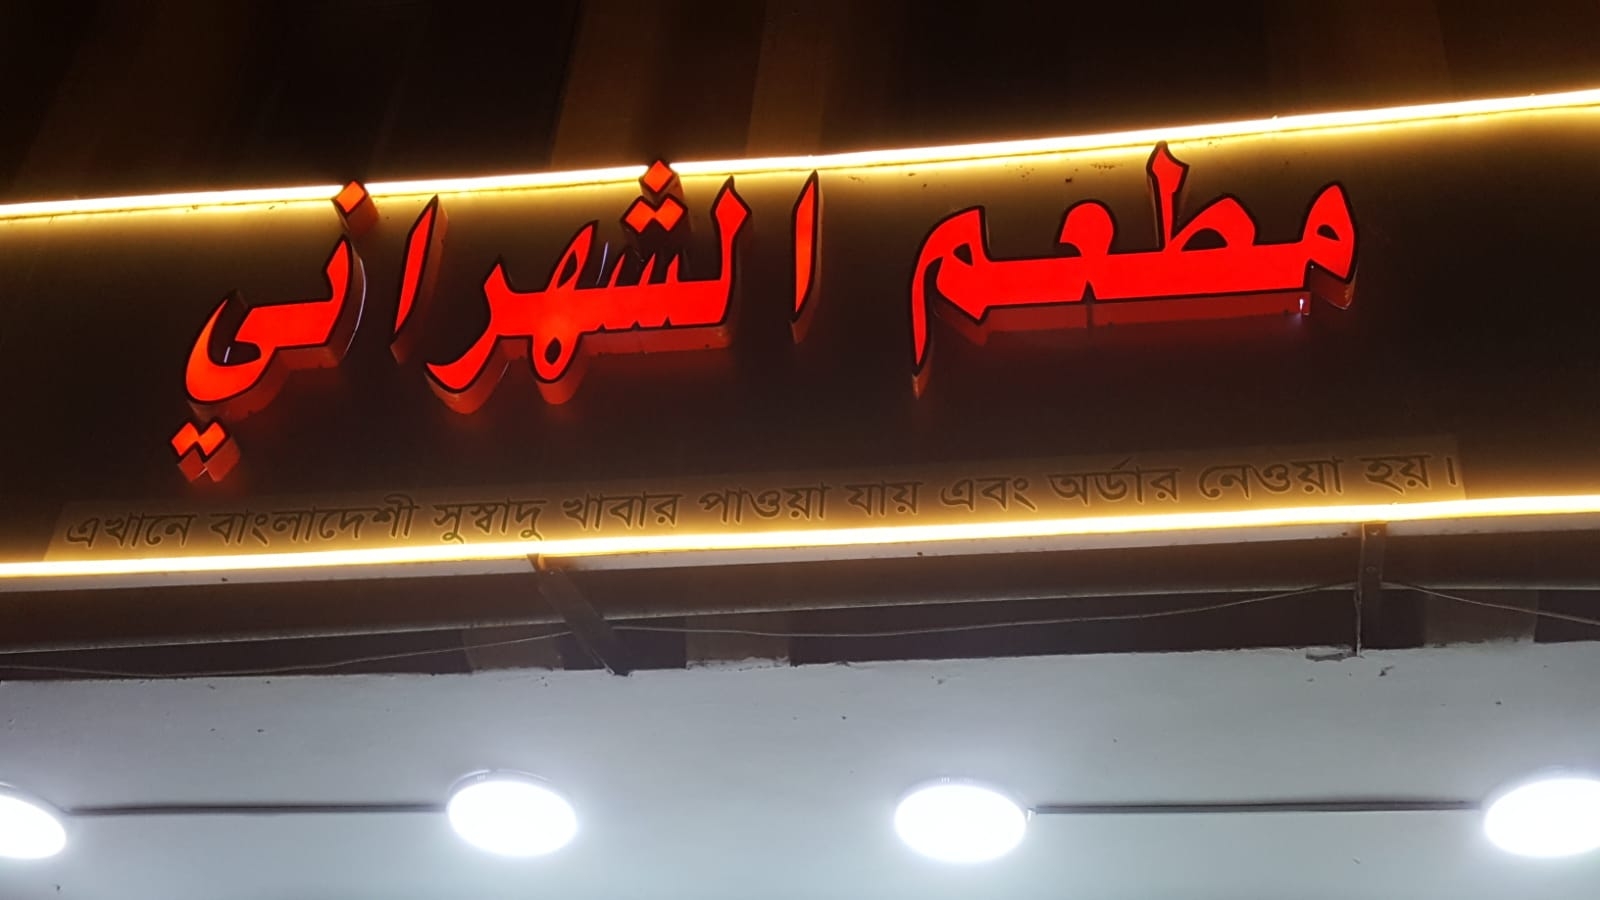 مطعم الشهراني
এখানে বাংলাদেশী সুস্বাদু খাবার পাওয়া যায় এবং অর্ডার নেওয়া হয়।